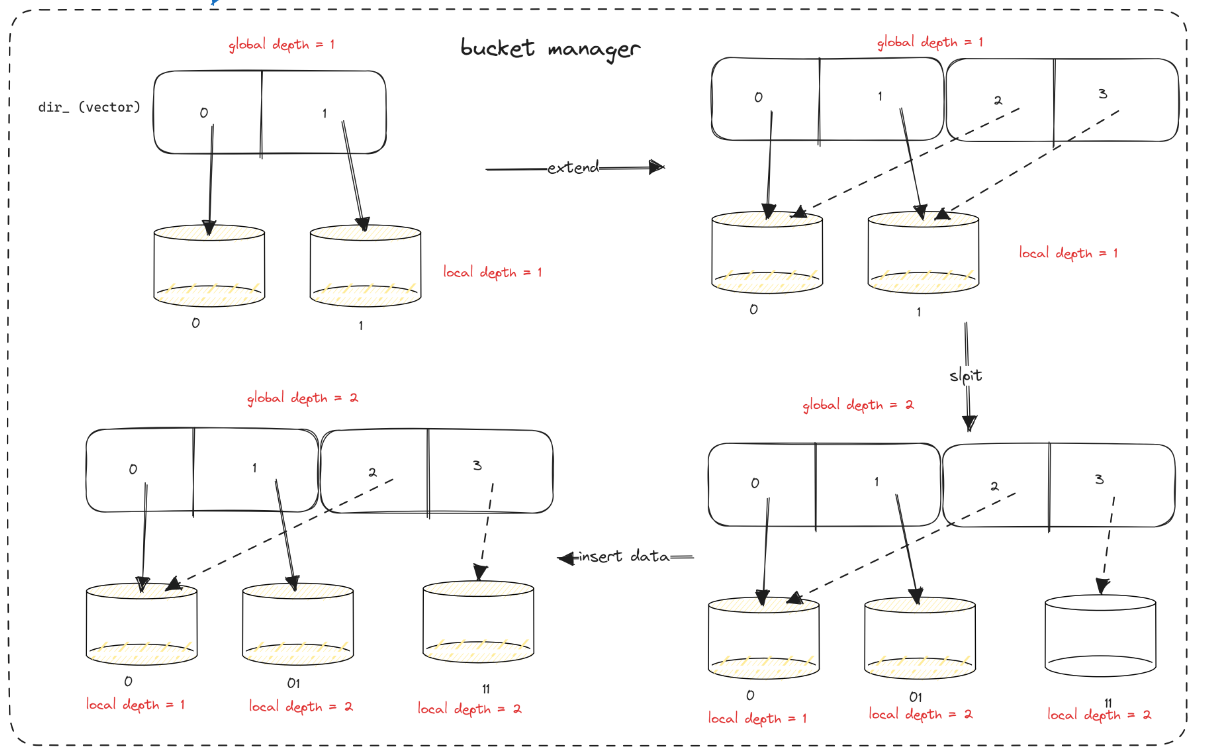 bucket manager
global depth = 1
dir_ (vector)
0
1
0
1
local depth = 1
extend
global depth = 1
0
1
2
3
0
1
local depth = 1
slpit
global depth = 2
0
1
2
3
0
01
11
local depth = 1
local depth = 2
local depth = 2
insert data
global depth = 2
0
1
2
3
0
01
11
local depth = 1
local depth = 2
local depth = 2